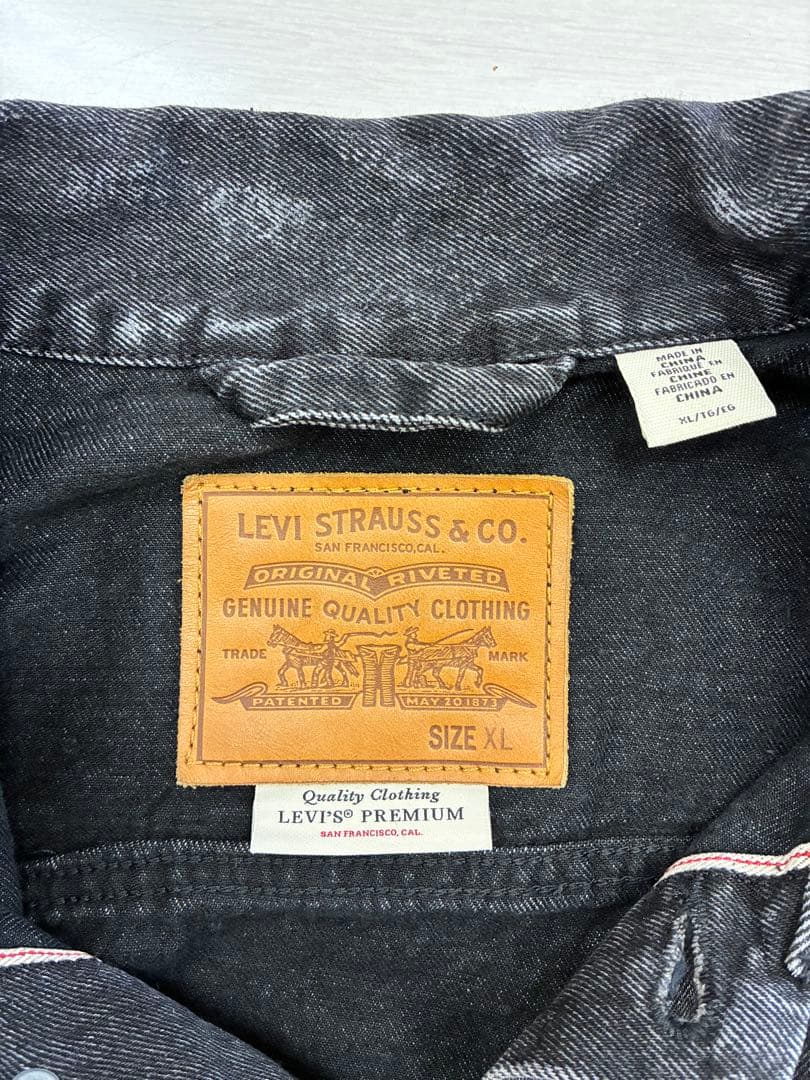 MADE IN
CHINA
FABRIQUE EN
CHINE
FABRICADO EN
CHINA
XL/TG/EG
LEVI STRAUSS & CO.
SAN FRANCISCO, CAL.
ORIGINAL RIVETED
GENUINE QUALITY CLOTHING
TRADE MARK
PATENTED MAY 20 1873
SIZE XL
Quality Clothing
LEVI'S® PREMIUM
SAN FRANCISCO, CAL.